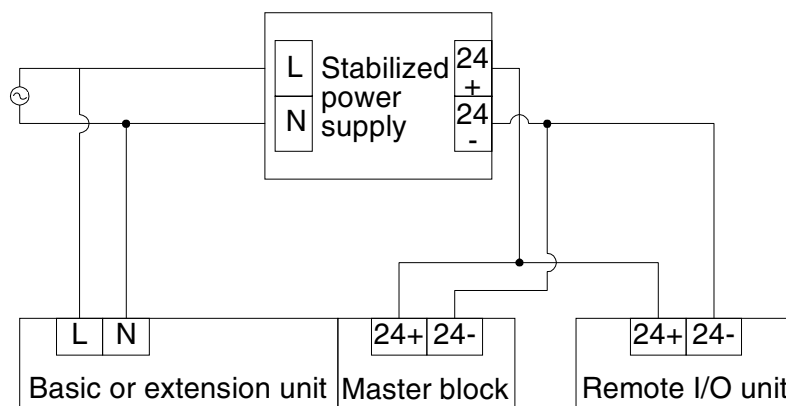 L
N
Stabilized
power
supply
24
+
24
-
L N
24+ 24-
24+ 24-
Basic or extension unit
Master block
Remote I/O unit